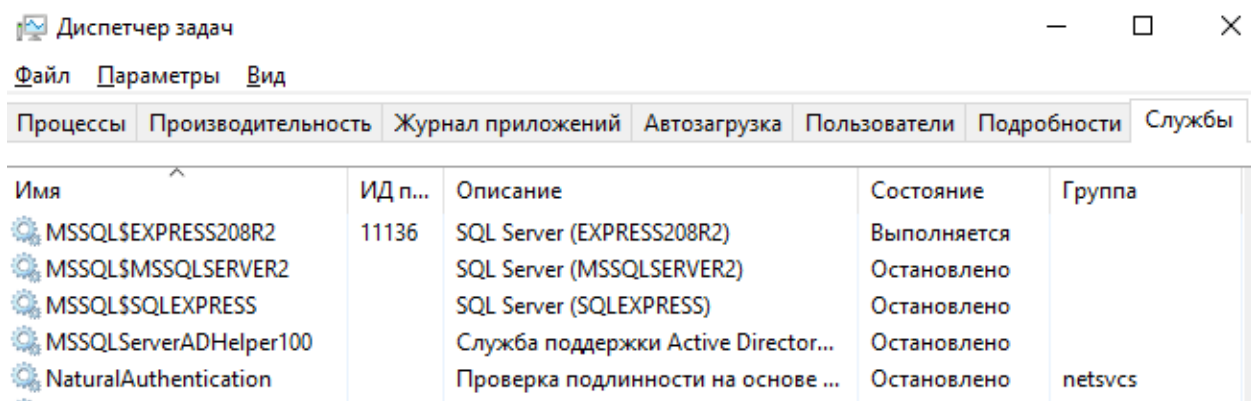 Диспетчер задач
Файл Параметры Вид
Процессы Производительность Журнал приложений Автозагрузка Пользователи Подробности Службы
Имя ИД п... Описание Состояние Группа
MSSQL$EXPRESS208R2 11136 SQL Server (EXPRESS208R2) Выполняется
MSSQL$MSSQLSERVER2 SQL Server (MSSQLSERVER2) Остановлено
MSSQL$SQLEXPRESS SQL Server (SQLEXPRESS) Остановлено
MSSQLServerADHelper100 Служба поддержки Active Director... Остановлено
NaturalAuthentication Проверка подлинности на основе ... Остановлено netsvcs